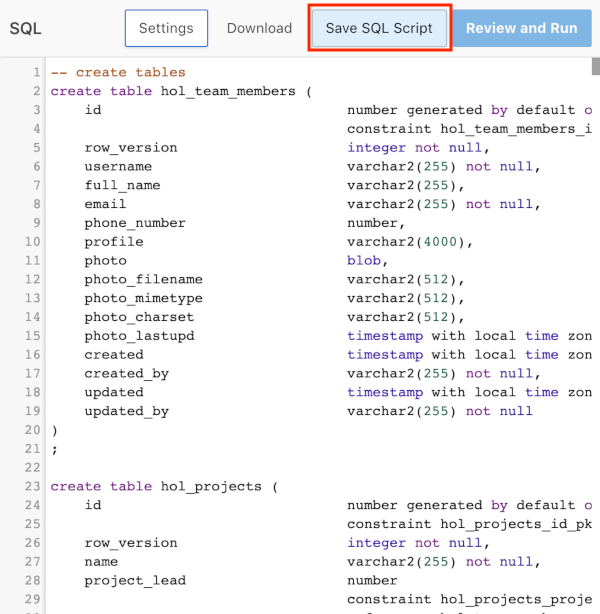 SQL Settings Download Save SQL Script Review and Run
1 -- create tables
2 create table hol_team_members (
3 id number generated by default o
4 constraint hol_team_members_i
5 row_version integer not null,
6 username varchar2(255) not null,
7 full_name varchar2(255),
8 email varchar2(255) not null,
9 phone_number number,
10 profile varchar2(4000),
11 photo blob,
12 photo_filename varchar2(512),
13 photo_mimetype varchar2(512),
14 photo_charset varchar2(512),
15 photo_lastupd timestamp with local time zon
16 created timestamp with local time zon
17 created_by varchar2(255) not null,
18 updated timestamp with local time zon
19 updated_by varchar2(255) not null
20 )
21 ;
22
23 create table hol_projects (
24 id number generated by default o
25 constraint hol_projects_id_pk
26 row_version integer not null,
27 name varchar2(255) not null,
28 project_lead number
29 constraint hol_projects_proje